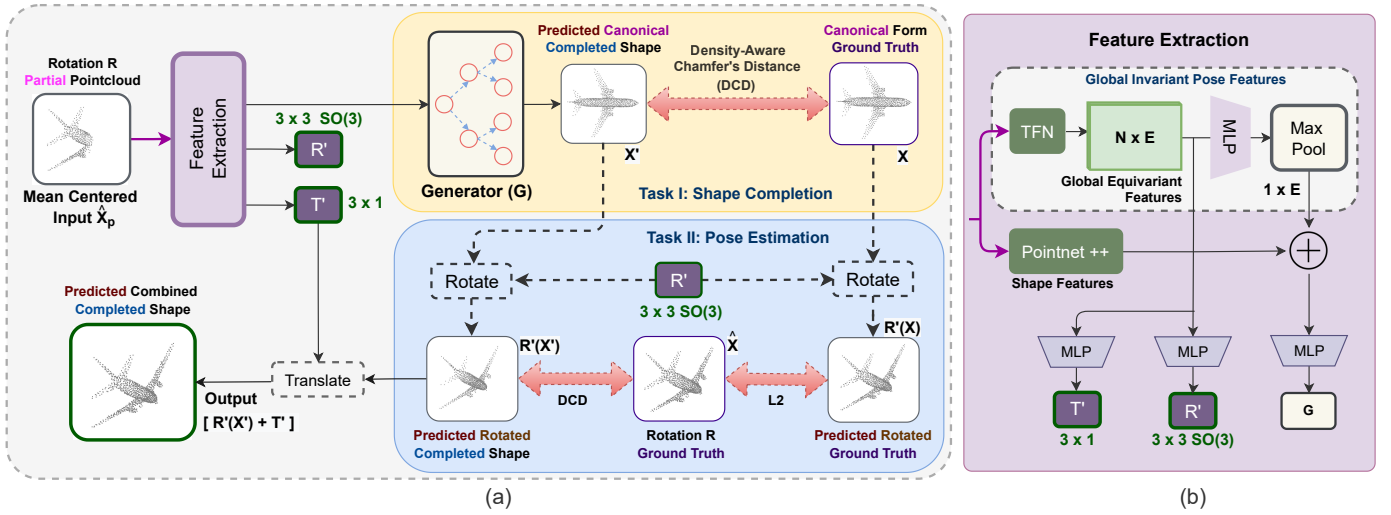 Rotation R
Partial Pointcloud
Mean Centered
Input X̂p
Feature
Extraction
3 x 3 SO(3)
R'
T'
3 x 1
Generator (G)
Predicted Canonical
Completed Shape
X'
Density-Aware
Chamfer's Distance
(DCD)
Canonical Form
Ground Truth
X
Task I: Shape Completion
Task II: Pose Estimation
Rotate
R'
3 x 3 SO(3)
Rotate
R'(X')
DCD
X̂
L2
R'(X)
Predicted Rotated
Completed Shape
Rotation R
Ground Truth
Predicted Rotated
Ground Truth
Predicted Combined
Completed Shape
Translate
Output
[ R'(X') + T' ]
(a)
Feature Extraction
Global Invariant Pose Features
TFN
N x E
MLP
Max
Pool
Global Equivariant
Features
1 x E
Pointnet ++
Shape Features
MLP
MLP
MLP
T'
R'
G
3 x 1
3 x 3 SO(3)
(b)